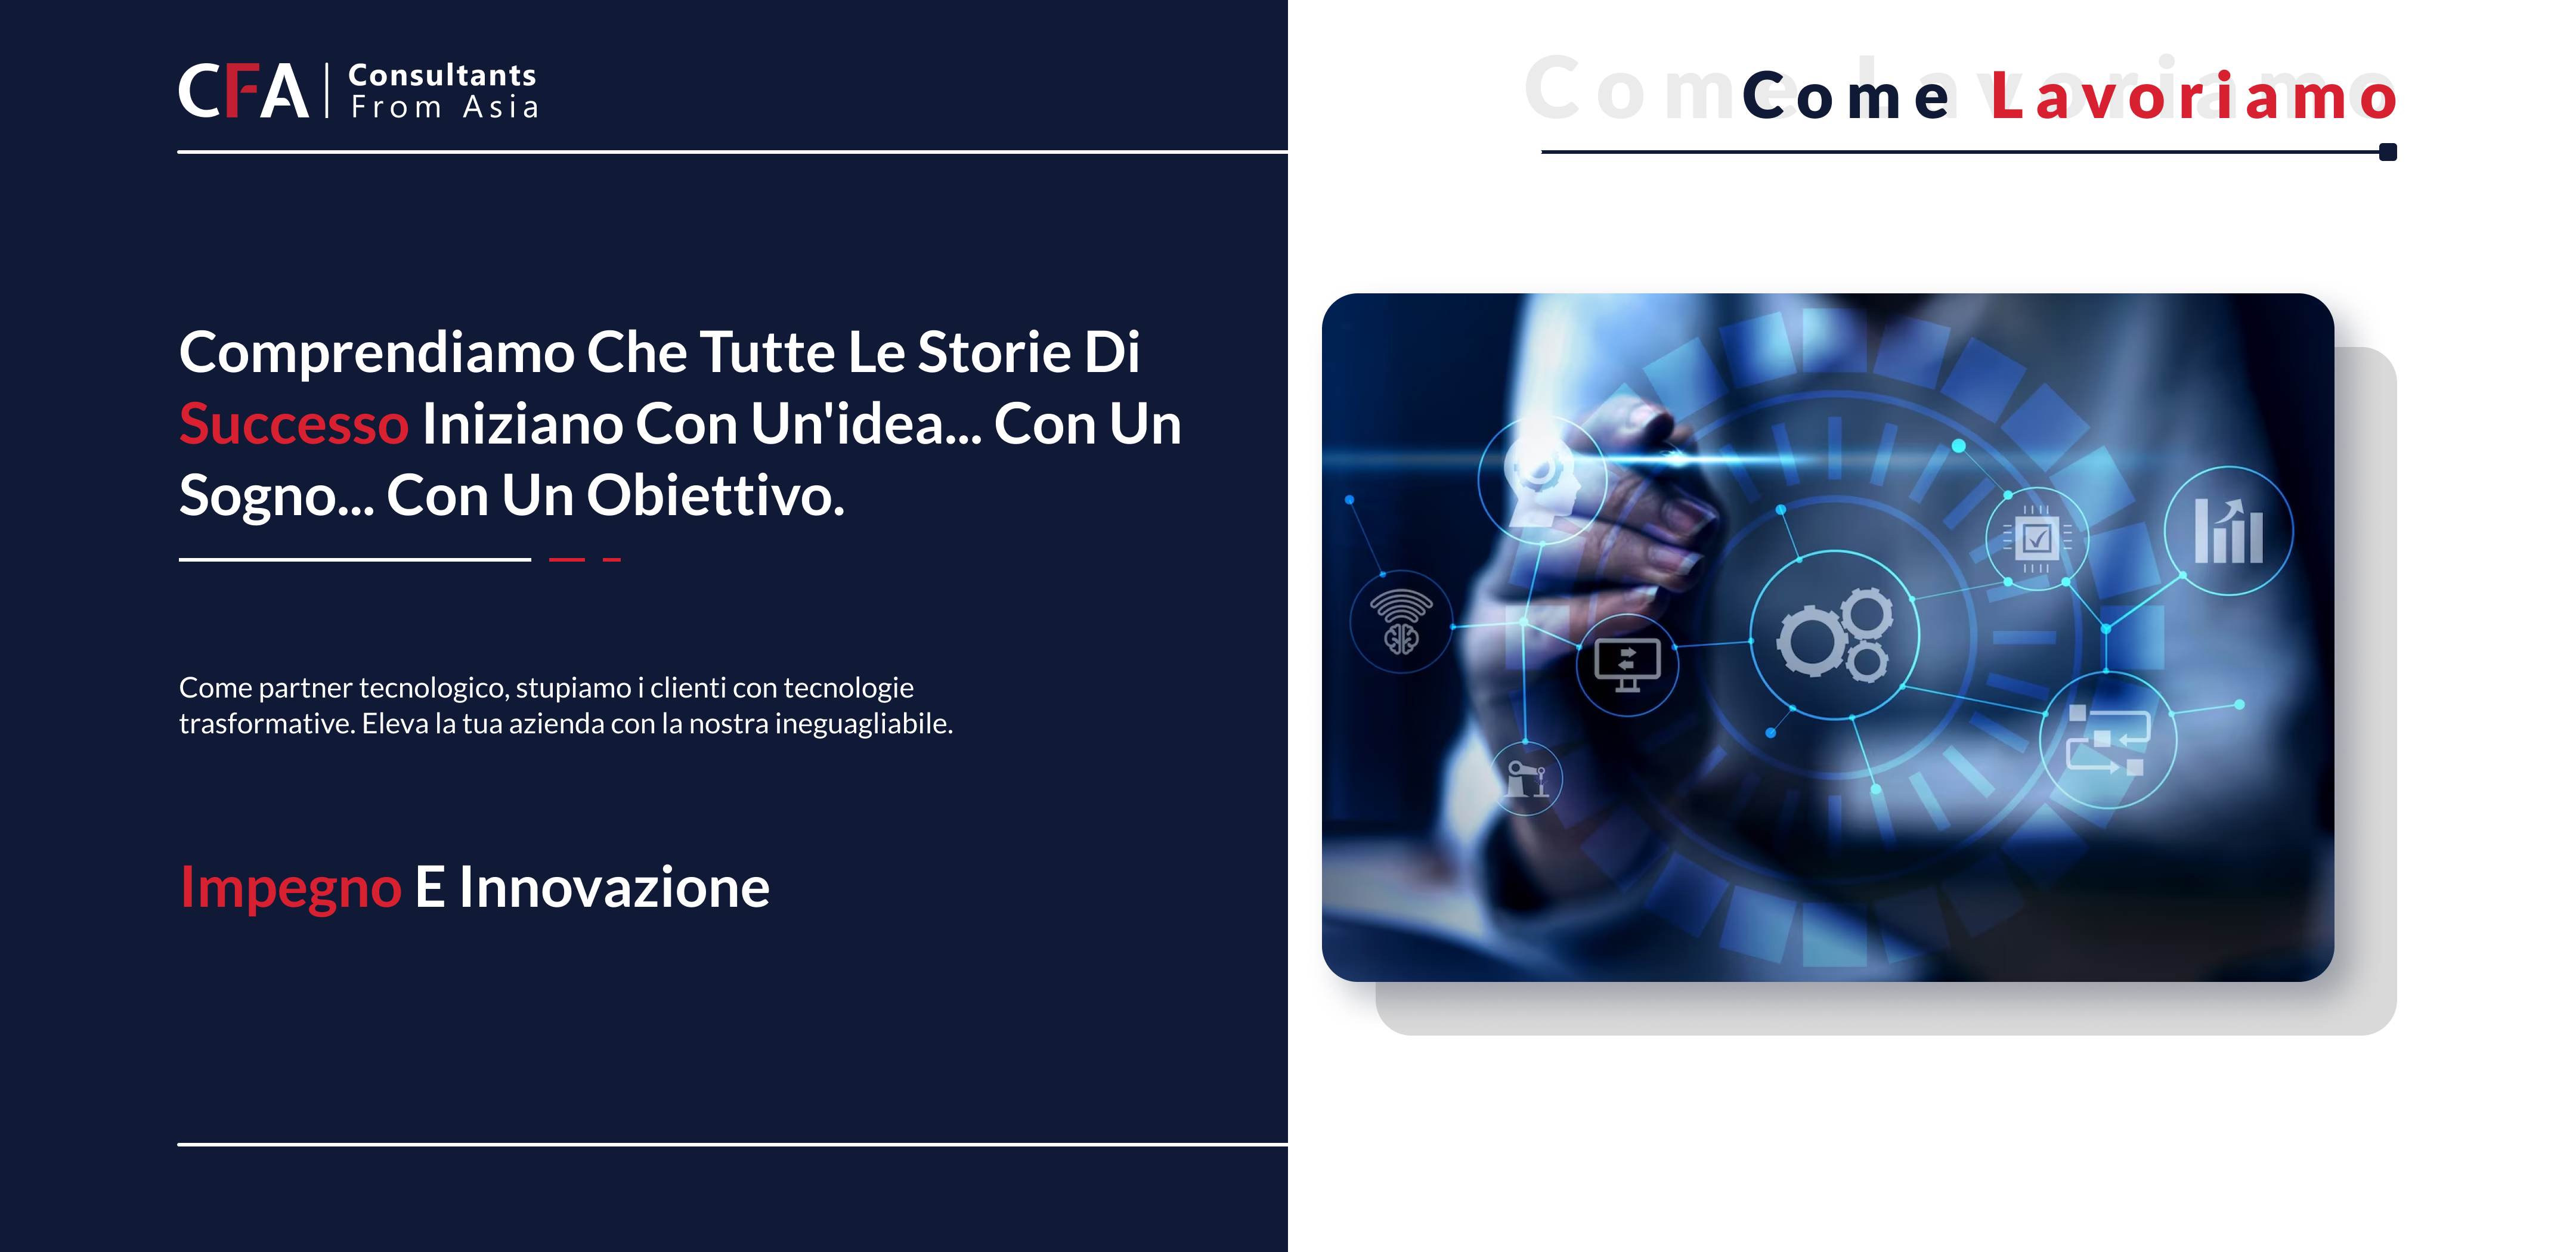 CFA
Consultants
From Asia
Come Lavoriamo
Come Lavoriamo
Comprendiamo Che Tutte Le Storie Di
Successo Iniziano Con Un'idea... Con Un
Sogno... Con Un Obiettivo.
Come partner tecnologico, stupiamo i clienti con tecnologie
trasformative. Eleva la tua azienda con la nostra ineguagliabile.
Impegno E Innovazione